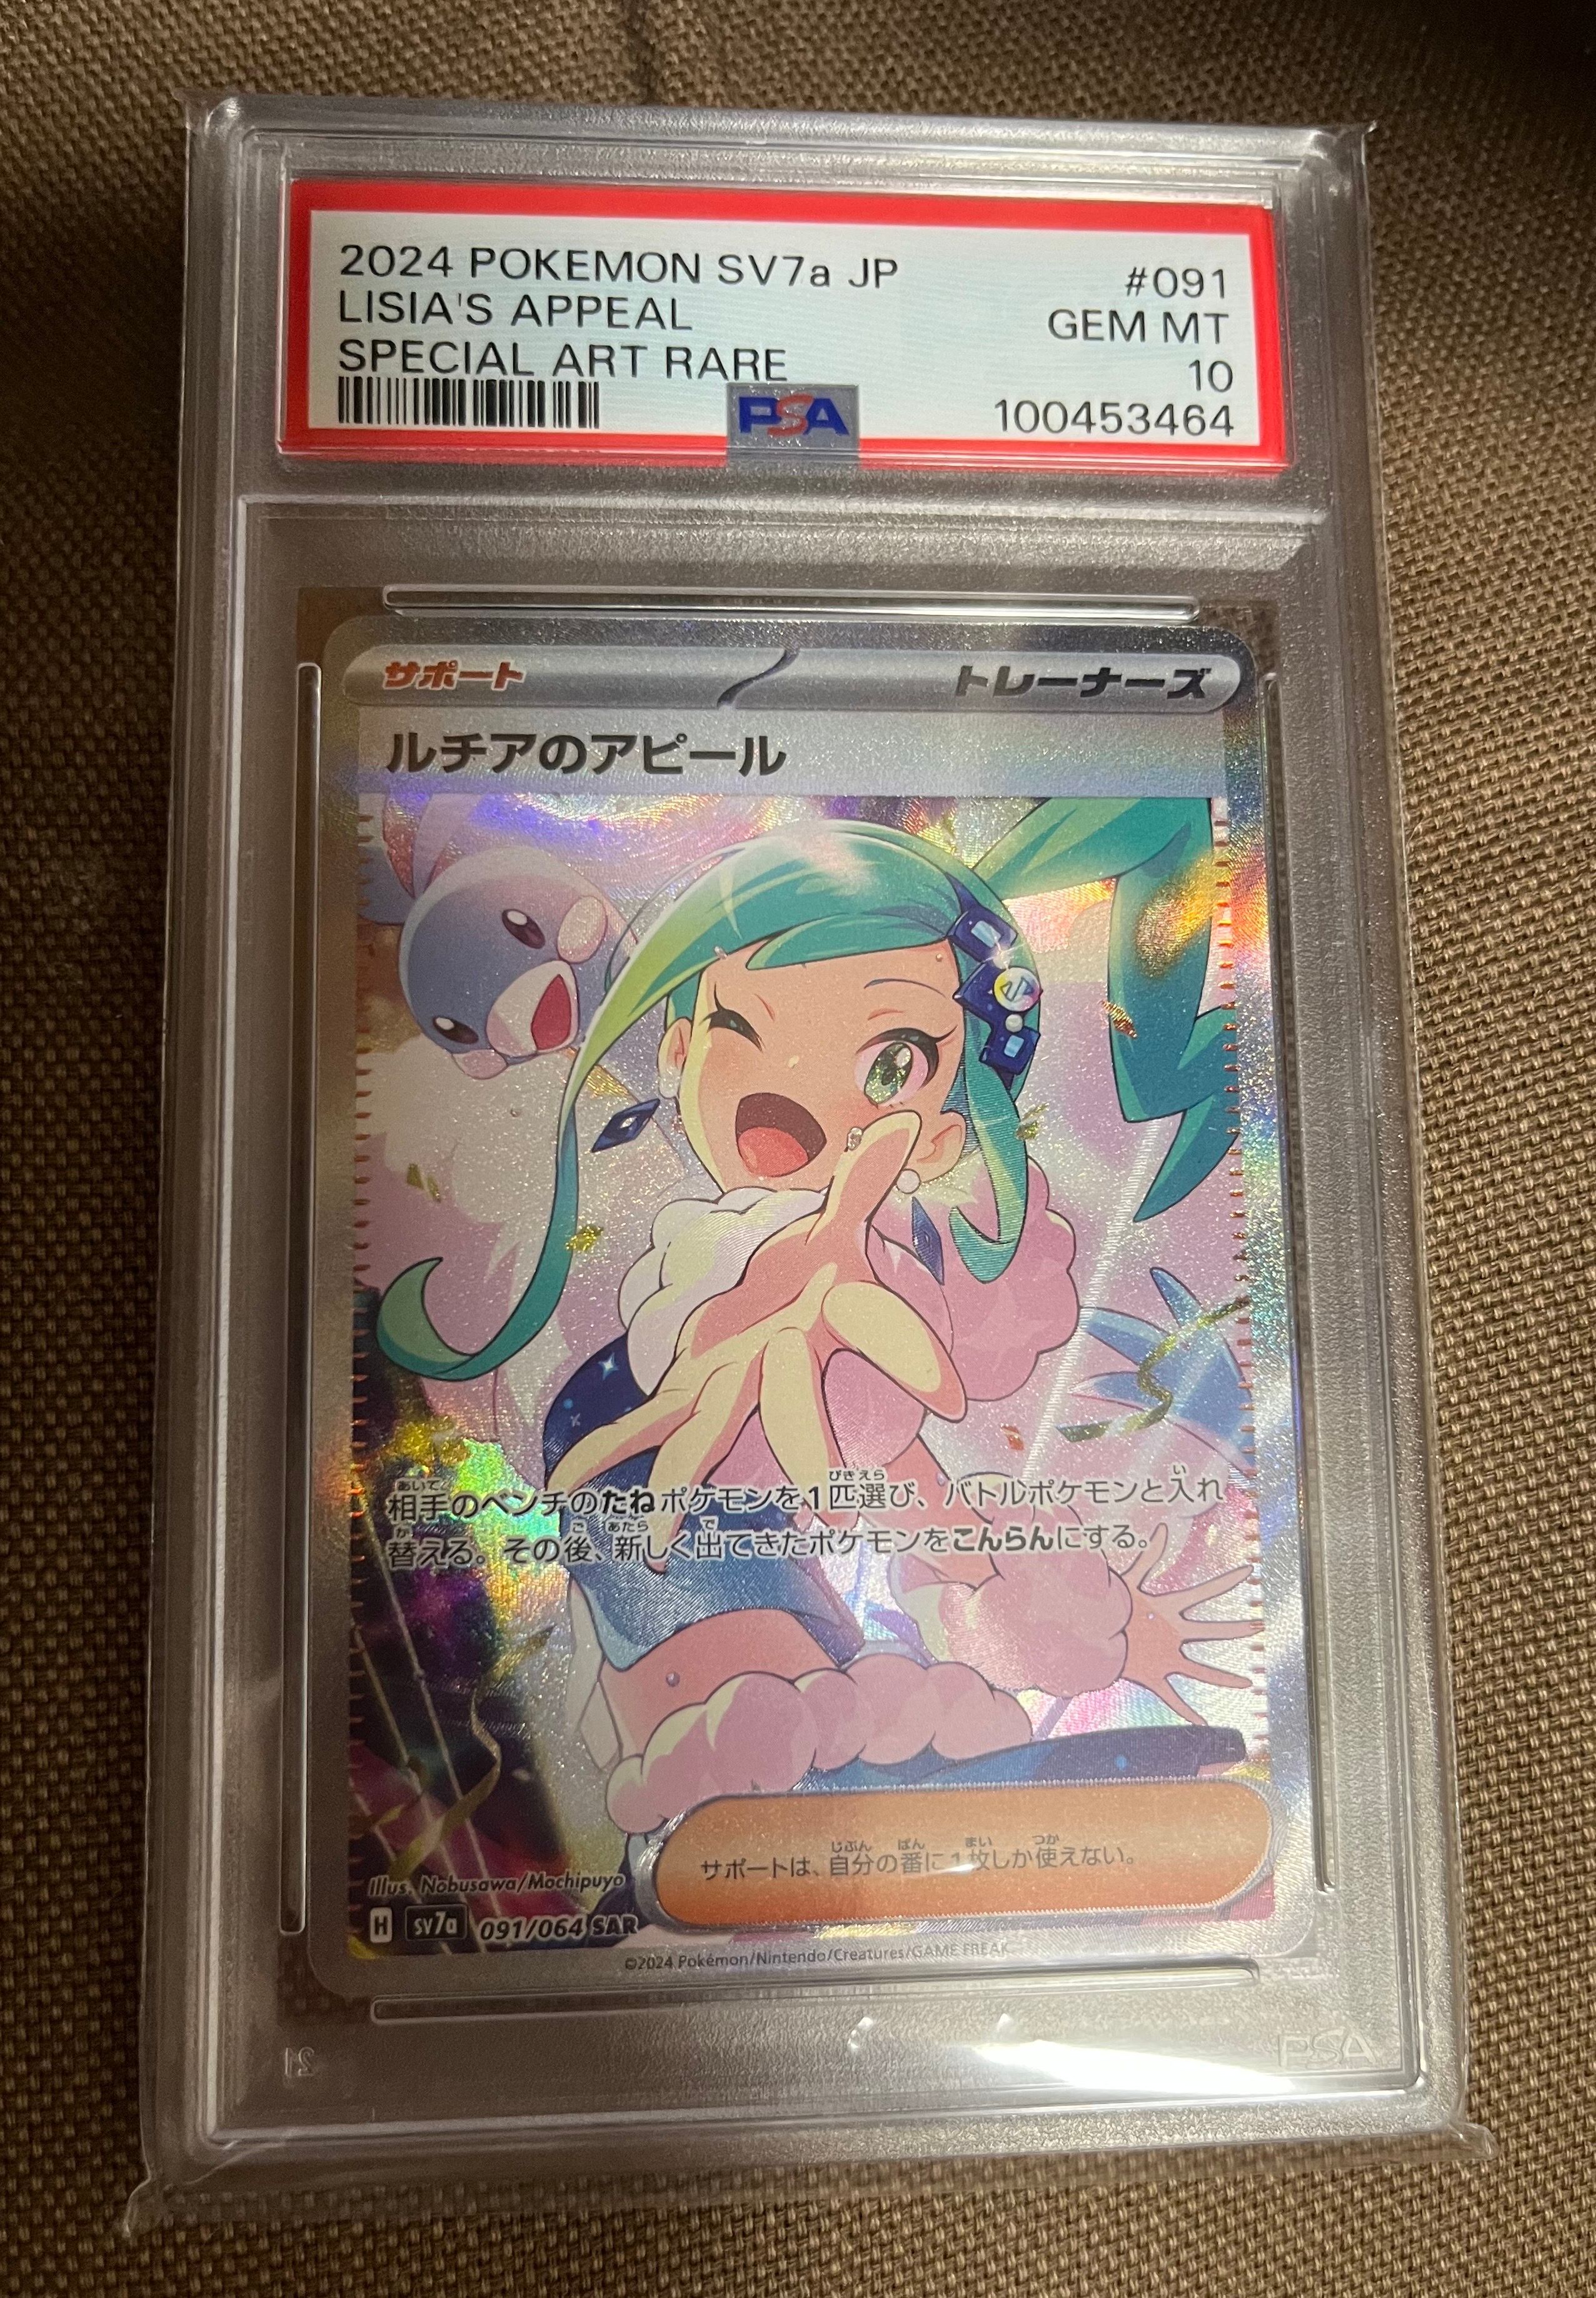 2024 POKEMON SV7a JP #091
LISIA'S APPEAL GEM MT
SPECIAL ART RARE 10
PSA 100453464
サポート トレーナーズ
ルチアのアピール
相手のベンチのたねポケモンを1匹選び、バトルポケモンと入れ
替える。その後、新しく出てきたポケモンをこんらんにする。
サポートは、自分の番に1枚しか使えない。
Illus. Nobusawa/Mochipuyo
H sv7a 091/064 SAR
©2024 Pokémon/Nintendo/Creatures/GAME FREAK
PSA